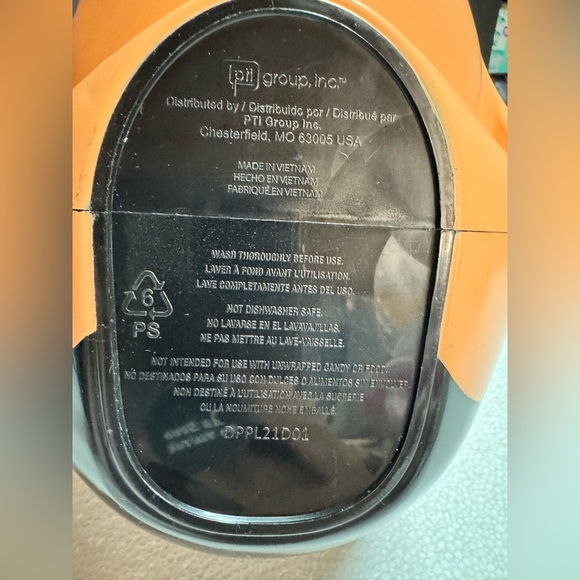 pti group, inc.™
Distributed by / Distribuido por / Distribué par
PTI Group Inc.
Chesterfield, MO 63005 USA
MADE IN VIETNAM
HECHO EN VIETNAM
FABRIQUÉ EN VIETNAM
WASH THOROUGHLY BEFORE USE.
LAVER À FOND AVANT L'UTILISATION.
LAVE COMPLETAMENTE ANTES DEL USO.
6
PS
NOT DISHWASHER SAFE.
NO LAVARSE EN EL LAVAVAJILLAS.
NE PAS METTRE AU LAVE-VAISSELLE.
NOT INTENDED FOR USE WITH UNWRAPPED CANDY OR FOOD.
NO DESTINADOS PARA SU USO CON DULCES O ALIMENTOS SIN ENVOLVER.
NON DESTINÉ À L'UTILISATION AVEC LA SUCRERIE
OU LA NOURRITURE NONE EMBALLÉ.
DPPL21D01